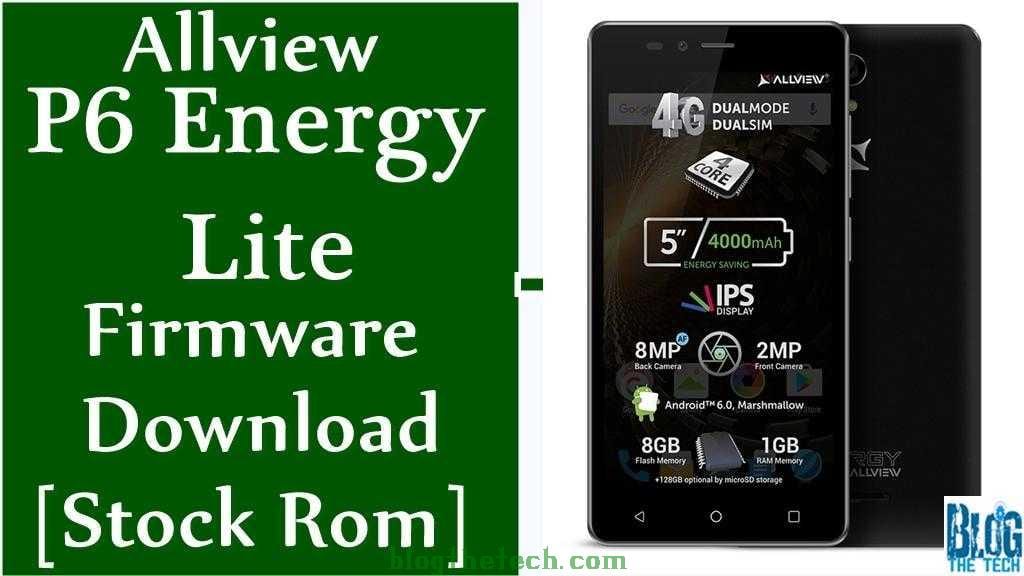 Allview
P6 Energy
Lite
Firmware
Download
[Stock Rom]
ALLVIEW
Google
4G DUALMODE
DUALSIM
4
CORE
5" / 4000mAh
ENERGY SAVING
IPS
DISPLAY
8MP AF
Back Camera
2MP
Front Camera
Android™ 6.0, Marshmallow
8GB
Flash Memory
1GB
RAM Memory
+128GB optional by microSD storage
RGY
ALLVIEW
blogthetech.com
BLOG
THE TECH